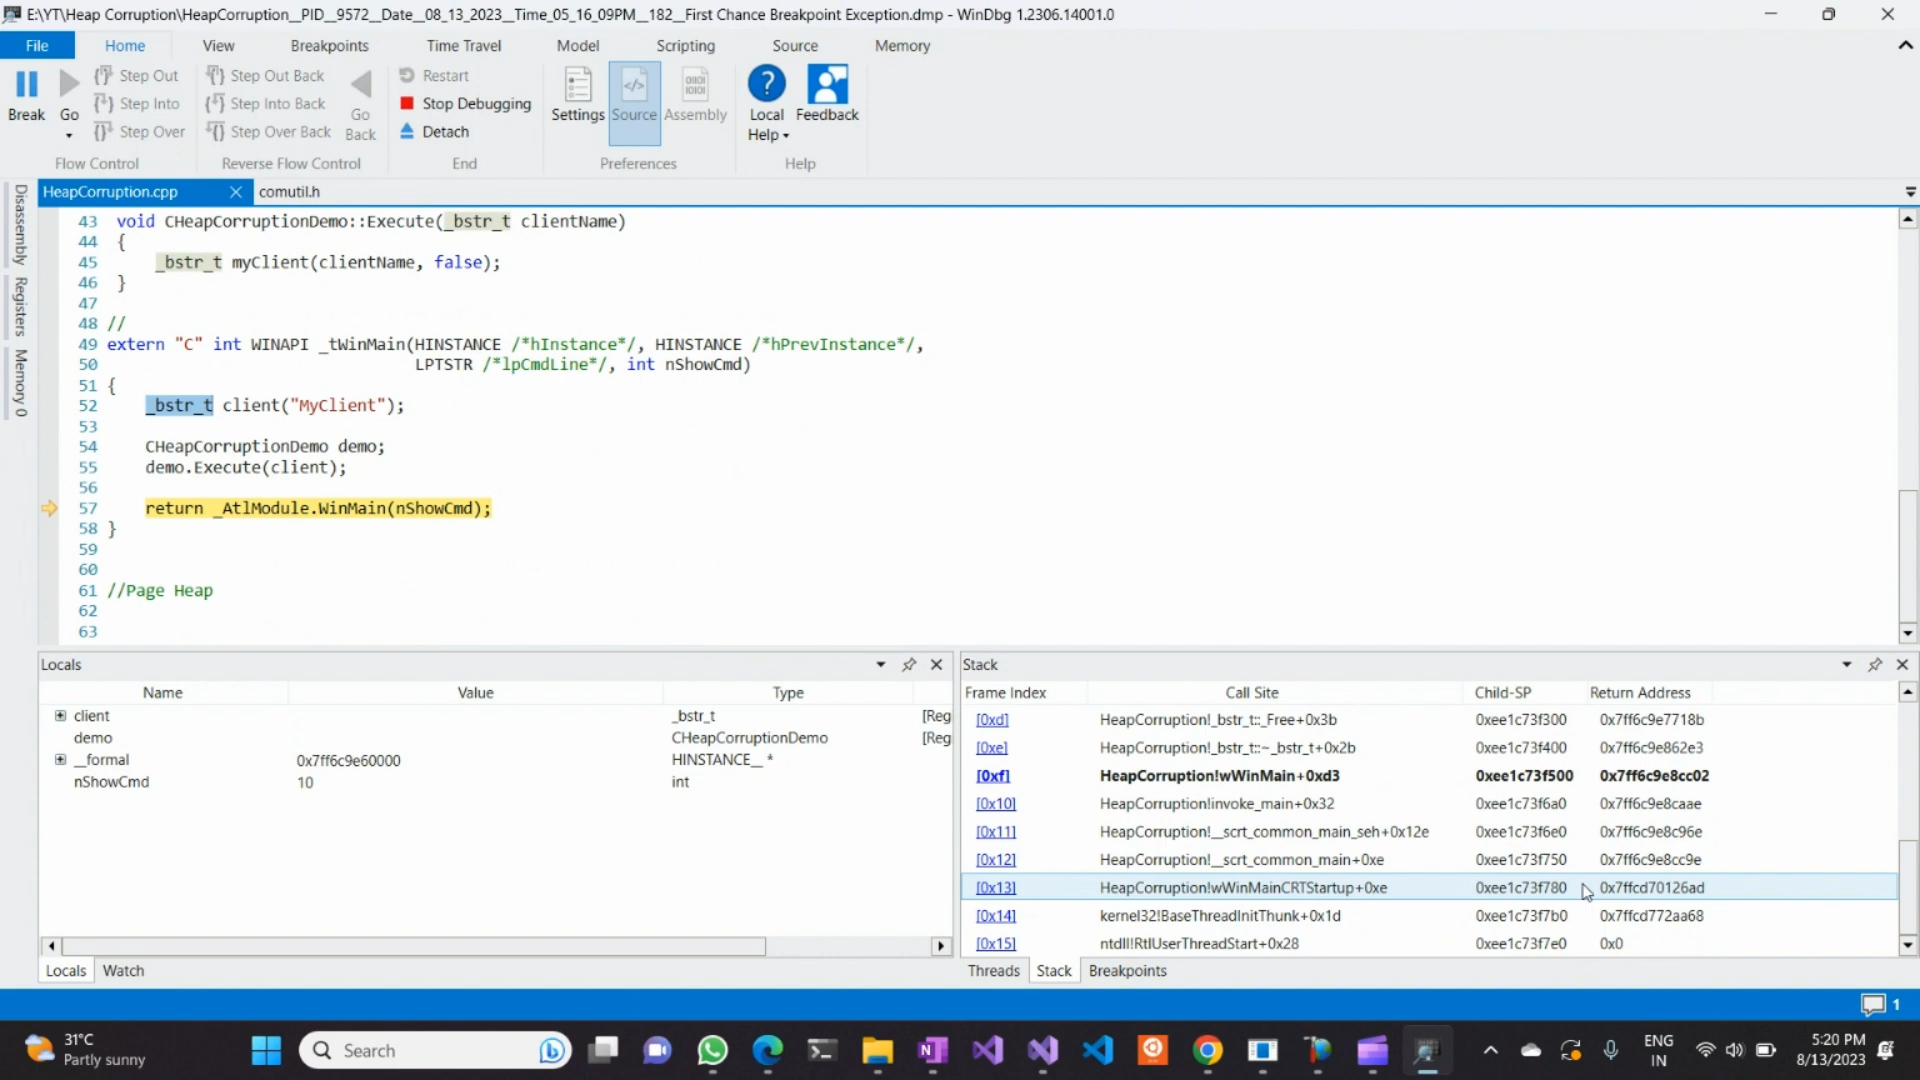 E:\YT\Heap Corruption\HeapCorruption__PID__9572__Date__08_13_2023__Time_05_16_09PM__182__First Chance Breakpoint Exception.dmp - WinDbg 1.2306.14001.0
File Home View Breakpoints Time Travel Model Scripting Source Memory
Step Out Step Out Back Restart
Step Into Step Into Back Stop Debugging
Break Go Step Over Step Over Back Go Back Detach Settings Source Assembly Local Help Feedback
Flow Control Reverse Flow Control End Preferences Help
Disassembly
Registers
Memory 0
HeapCorruption.cpp comutil.h
43 void CHeapCorruptionDemo::Execute(_bstr_t clientName)
44 {
45 _bstr_t myClient(clientName, false);
46 }
47
48 //
49 extern "C" int WINAPI _tWinMain(HINSTANCE /*hInstance*/, HINSTANCE /*hPrevInstance*/,
50 LPTSTR /*lpCmdLine*/, int nShowCmd)
51 {
52 _bstr_t client("MyClient");
53
54 CHeapCorruptionDemo demo;
55 demo.Execute(client);
56
57 return _AtlModule.WinMain(nShowCmd);
58 }
59
60
61 //Page Heap
62
63
Locals
Name Value Type
client _bstr_t [Reg
demo CHeapCorruptionDemo [Reg
__formal 0x7ff6c9e60000 HINSTANCE__ *
nShowCmd 10 int
Locals Watch
Stack
Frame Index Call Site Child-SP Return Address
[0xd] HeapCorruption!_bstr_t::_Free+0x3b 0xee1c73f300 0x7ff6c9e7718b
[0xe] HeapCorruption!_bstr_t::~_bstr_t+0x2b 0xee1c73f400 0x7ff6c9e862e3
[0xf] HeapCorruption!wWinMain+0xd3 0xee1c73f500 0x7ff6c9e8cc02
[0x10] HeapCorruption!invoke_main+0x32 0xee1c73f6a0 0x7ff6c9e8caae
[0x11] HeapCorruption!__scrt_common_main_seh+0x12e 0xee1c73f6e0 0x7ff6c9e8c96e
[0x12] HeapCorruption!__scrt_common_main+0xe 0xee1c73f750 0x7ff6c9e8cc9e
[0x13] HeapCorruption!wWinMainCRTStartup+0xe 0xee1c73f780 0x7ffcd70126ad
[0x14] kernel32!BaseThreadInitThunk+0x1d 0xee1c73f7b0 0x7ffcd772aa68
[0x15] ntdll!RtlUserThreadStart+0x28 0xee1c73f7e0 0x0
Threads Stack Breakpoints
1
31°C
Partly sunny
Search
ENG
IN
5:20 PM
8/13/2023